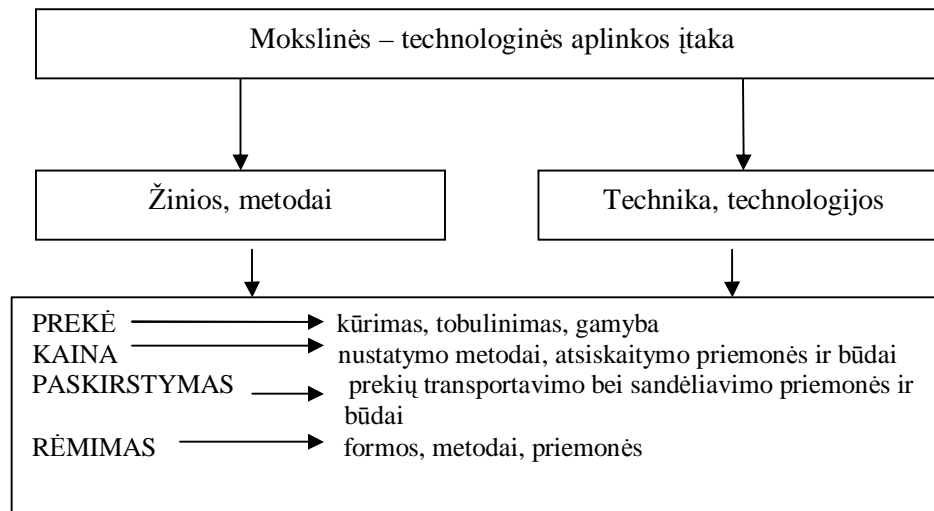 Mokslinės – technologinės aplinkos įtaka
Žinios, metodai
Technika, technologijos
PREKĖ kūrimas, tobulinimas, gamyba
KAINA nustatymo metodai, atsiskaitymo priemonės ir būdai
PASKIRSTYMAS prekių transportavimo bei sandėliavimo priemonės ir
būdai
RĖMIMAS formos, metodai, priemonės